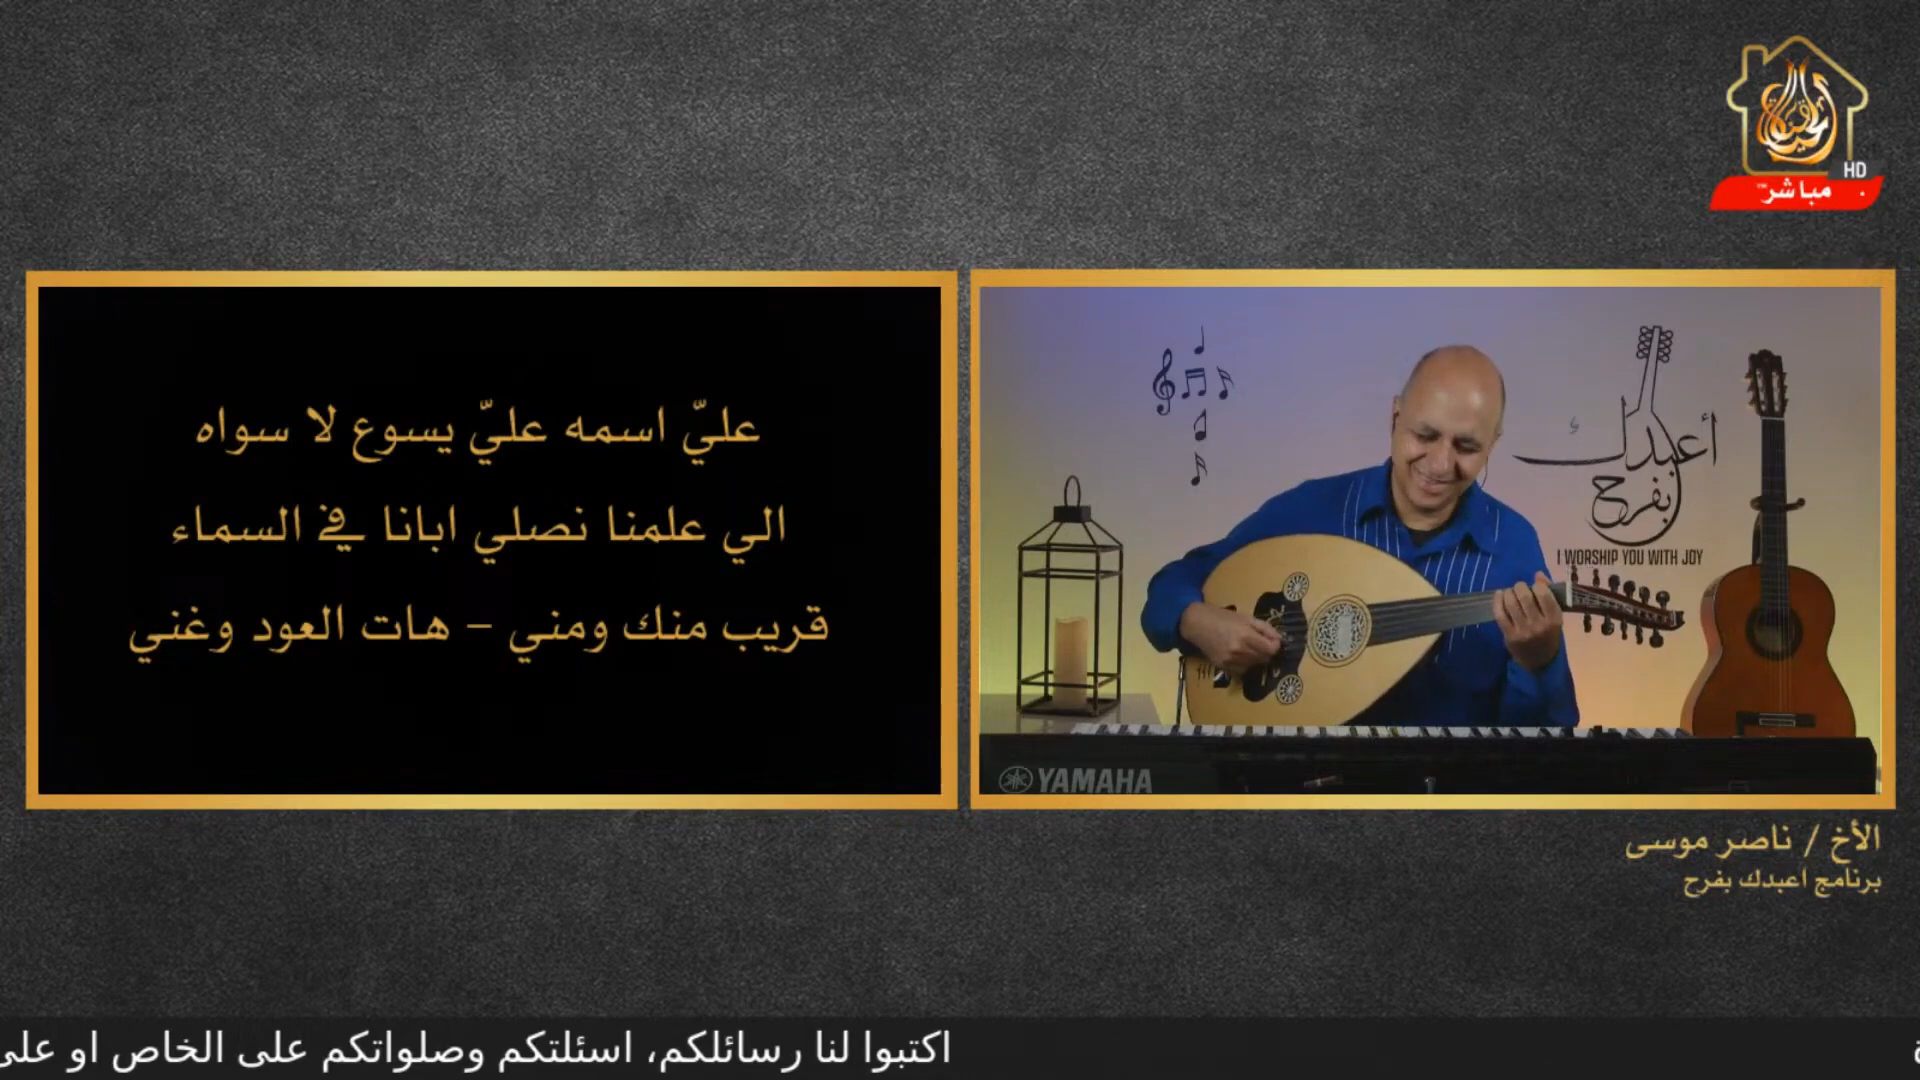 HD
مباشر
عليّ اسمه عليّ يسوع لا سواه
الي علمنا نصلي ابانا في السماء
قريب منك ومني – هات العود وغني
أعبدك
بفرح
I WORSHIP YOU WITH JOY
YAMAHA
الأخ / ناصر موسى
برنامج اعبدك بفرح
اكتبوا لنا رسائلكم، اسئلتكم وصلواتكم على الخاص او على